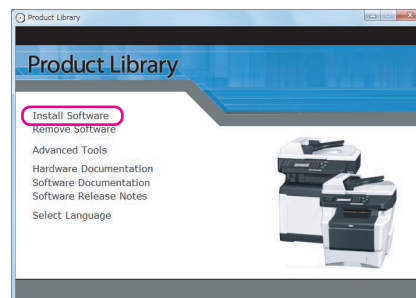 Product Library
Product Library
Install Software
Remove Software
Advanced Tools
Hardware Documentation
Software Documentation
Software Release Notes
Select Language